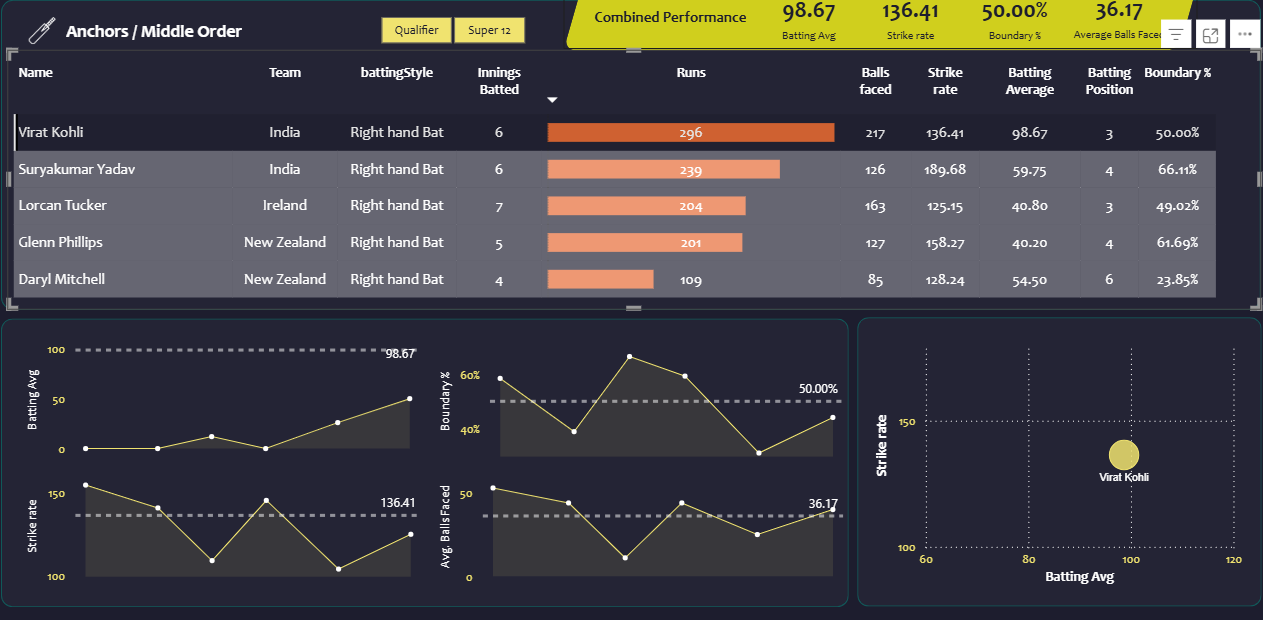 Anchors / Middle Order
Qualifier
Super 12
Combined Performance
98.67
Batting Avg
136.41
Strike rate
50.00%
Boundary %
36.17
Average Balls Faced
Name Team battingStyle Innings Batted Runs Balls faced Strike rate Batting Average Batting Position Boundary %
Virat Kohli India Right hand Bat 6 296 217 136.41 98.67 3 50.00%
Suryakumar Yadav India Right hand Bat 6 239 126 189.68 59.75 4 66.11%
Lorcan Tucker Ireland Right hand Bat 7 204 163 125.15 40.80 3 49.02%
Glenn Phillips New Zealand Right hand Bat 5 201 127 158.27 40.20 4 61.69%
Daryl Mitchell New Zealand Right hand Bat 4 109 85 128.24 54.50 6 23.85%
Batting Avg
100
50
0
98.67
Boundary %
60%
40%
50.00%
Strike rate
150
100
136.41
Avg. Balls Faced
50
0
36.17
Strike rate
150
100
Virat Kohli
60 80 100 120
Batting Avg